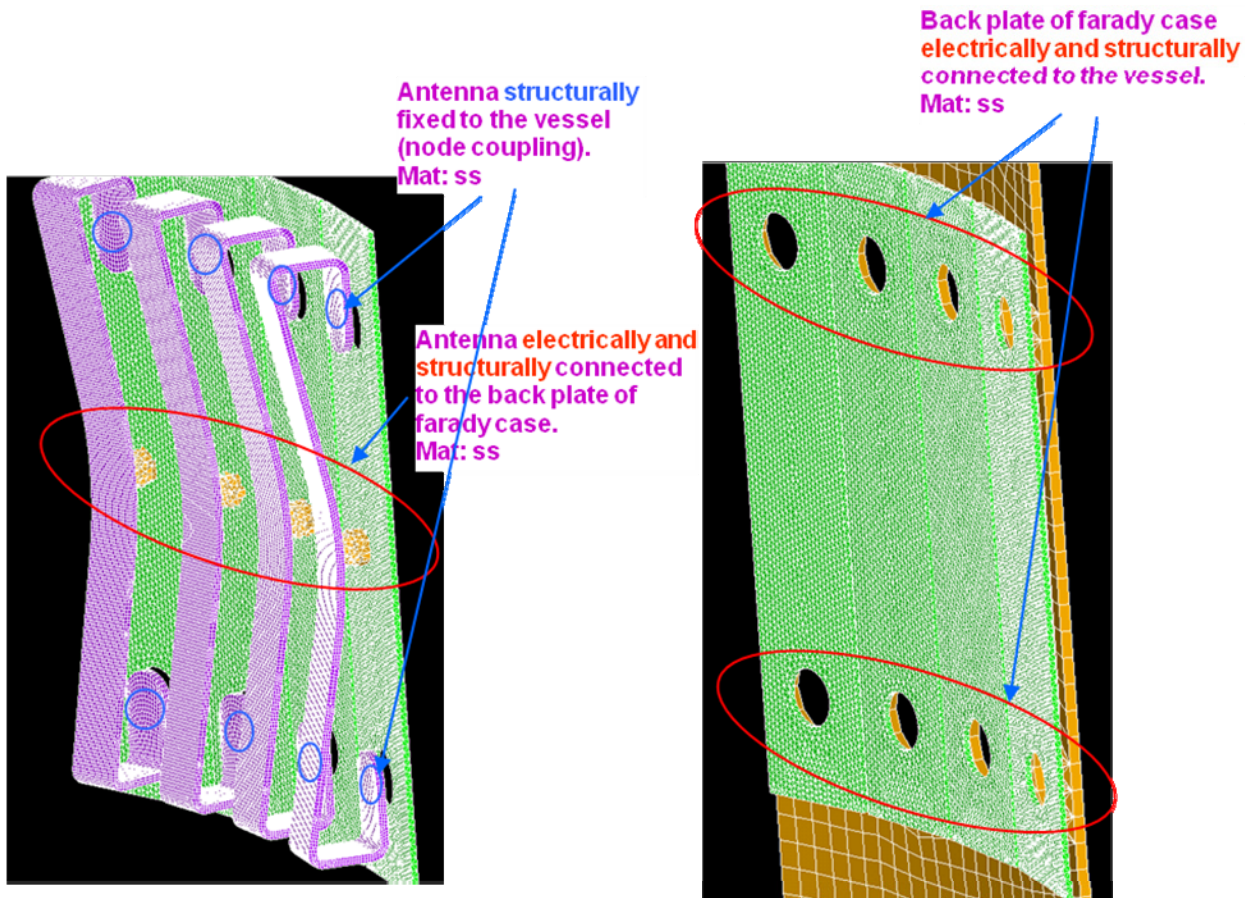 Antenna structurally
fixed to the vessel
(node coupling).
Mat: ss
Antenna electrically and
structurally connected
to the back plate of
farady case.
Mat: ss
Back plate of farady case
electrically and structurally
connected to the vessel.
Mat: ss